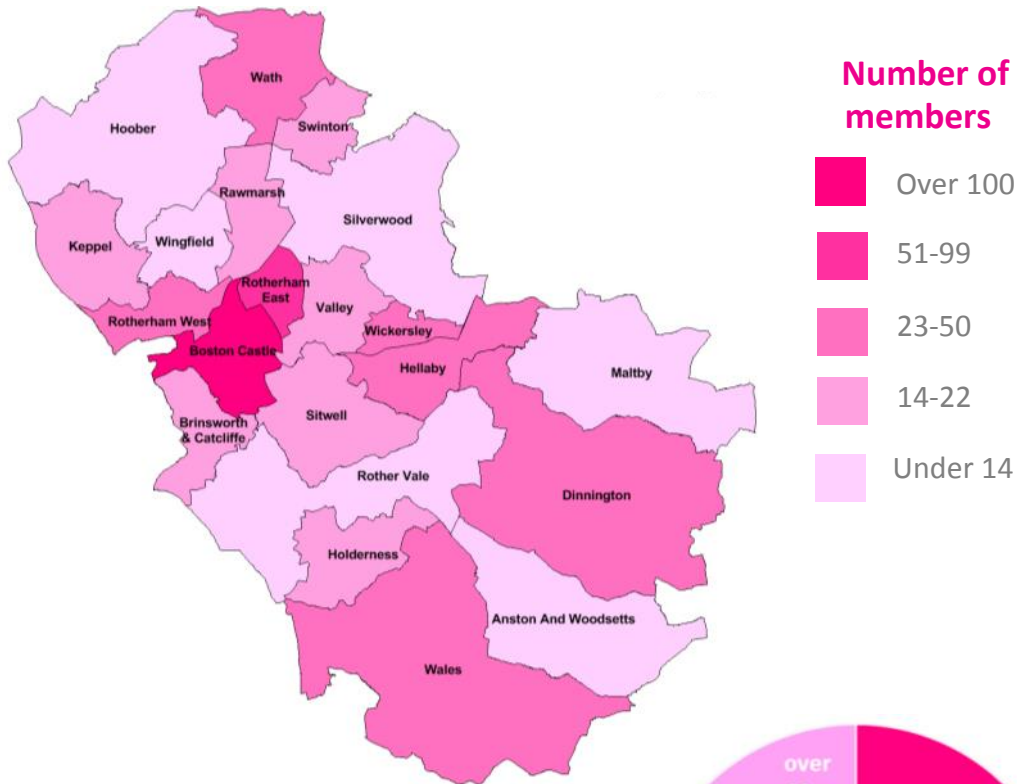 Number of
members
Over 100
51-99
23-50
14-22
Under 14
Wath
Hoober
Swinton
Rawmarsh
Silverwood
Keppel
Wingfield
Rotherham
East
Valley
Rotherham West
Wickersley
Boston Castle
Hellaby
Maltby
Brinsworth
& Catcliffe
Sitwell
Rother Vale
Dinnington
Holderness
Anston And Woodsetts
Wales
over